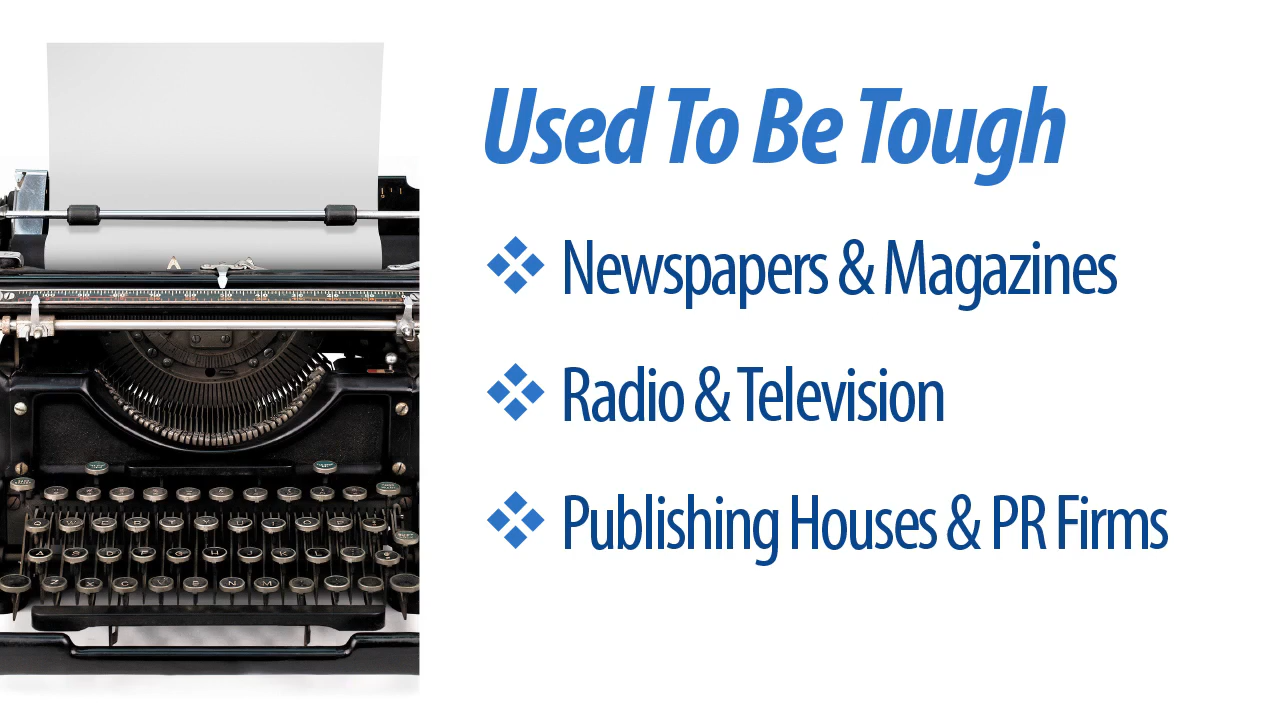 Used To Be Tough
Newspapers & Magazines
Radio & Television
Publishing Houses & PR Firms